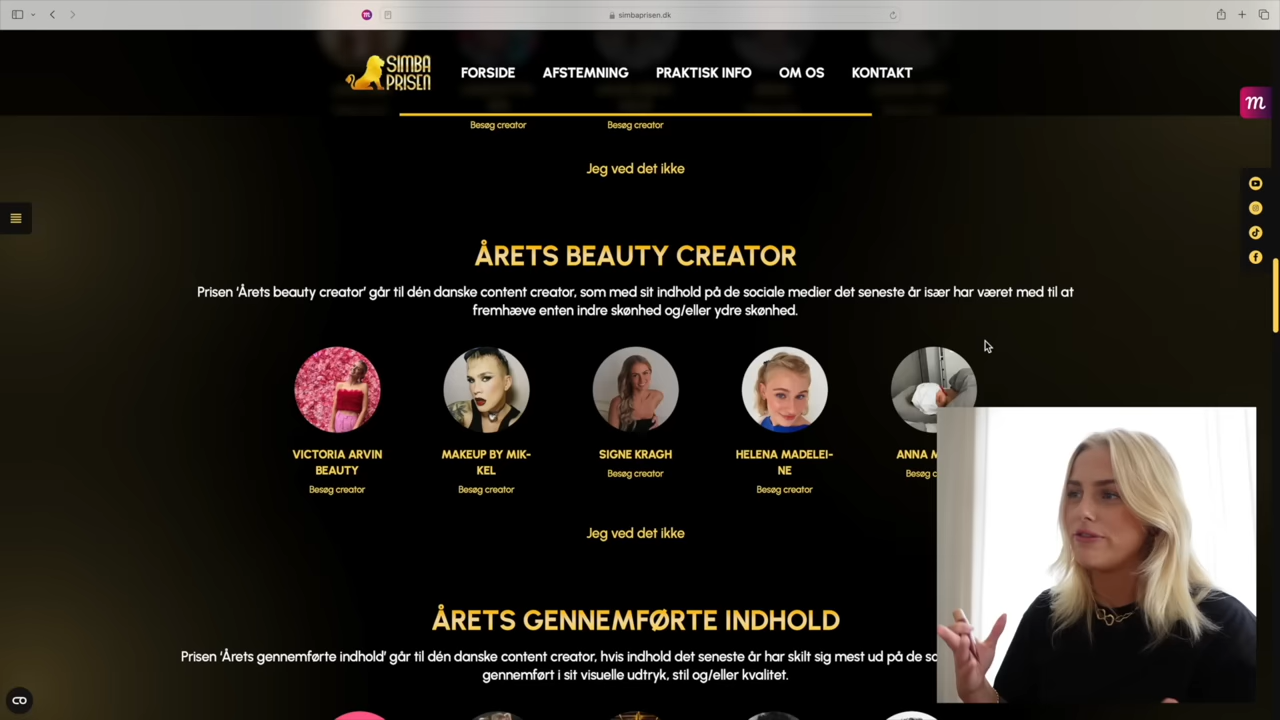 simbaprisen.dk
SIMBA
PRISEN
FORSIDE
AFSTEMNING
PRAKTISK INFO
OM OS
KONTAKT
m
Besøg creator
Besøg creator
Jeg ved det ikke
ÅRETS BEAUTY CREATOR
Prisen ‘Årets beauty creator’ går til dén danske content creator, som med sit indhold på de sociale medier det seneste år især har været med til at
fremhæve enten indre skønhed og/eller ydre skønhed.
VICTORIA ARVIN
BEAUTY
Besøg creator
MAKEUP BY MIK-
KEL
Besøg creator
SIGNE KRAGH
Besøg creator
HELENA MADELEI-
NE
Besøg creator
ANNA
Jeg ved det ikke
ÅRETS GENNEMFØRTE INDHOLD
Prisen ‘Årets gennemførte indhold’ går til dén danske content creator, hvis indhold det seneste år har skilt sig mest ud på de
gennemført i sit visuelle udtryk, stil og/eller kvalitet.